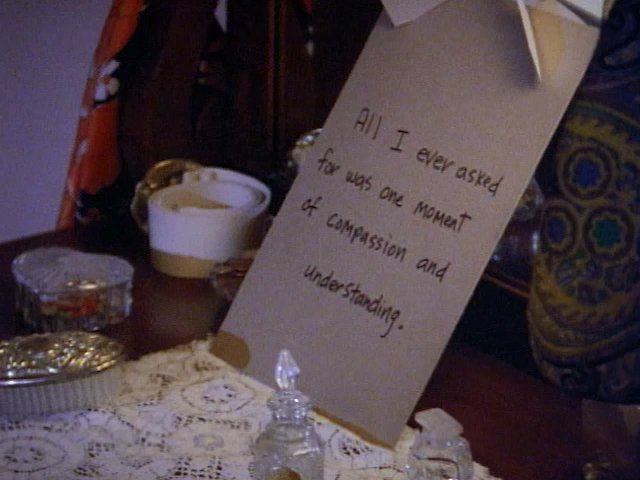 All I ever asked
for was one moment
of compassion and
understanding.